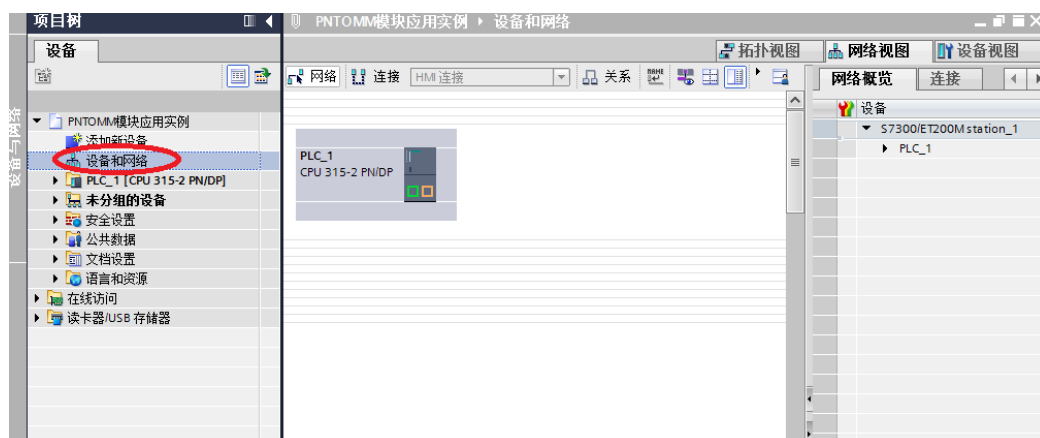 项目树
PNTOMM模块应用实例 ▸ 设备和网络
设备
拓扑视图
网络视图
设备视图
网络
连接
HMI 连接
关系
网络概览
连接
设备与网络
PNTOMM模块应用实例
添加新设备
设备和网络
PLC_1 [CPU 315-2 PN/DP]
未分组的设备
安全设置
公共数据
文档设置
语言和资源
在线访问
读卡器/USB 存储器
PLC_1
CPU 315-2 PN/DP
设备
S7300/ET200M station_1
PLC_1